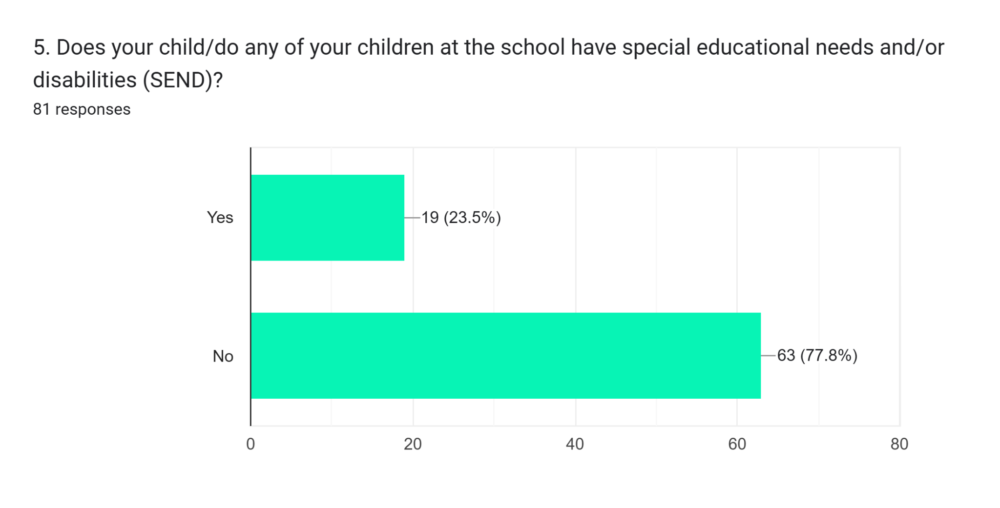 5. Does your child/do any of your children at the school have special educational needs and/or
disabilities (SEND)?
81 responses
Yes
19 (23.5%)
No
63 (77.8%)
0 20 40 60 80